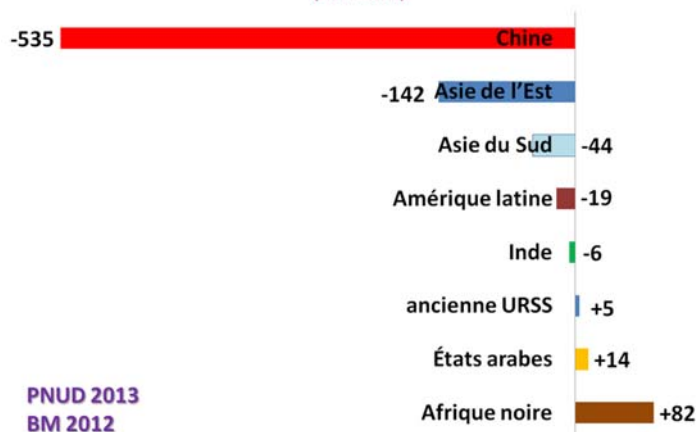 -535 Chine
-142 Asie de l'Est
Asie du Sud -44
Amérique latine -19
Inde -6
ancienne URSS +5
États arabes +14
Afrique noire +82
PNUD 2013
BM 2012